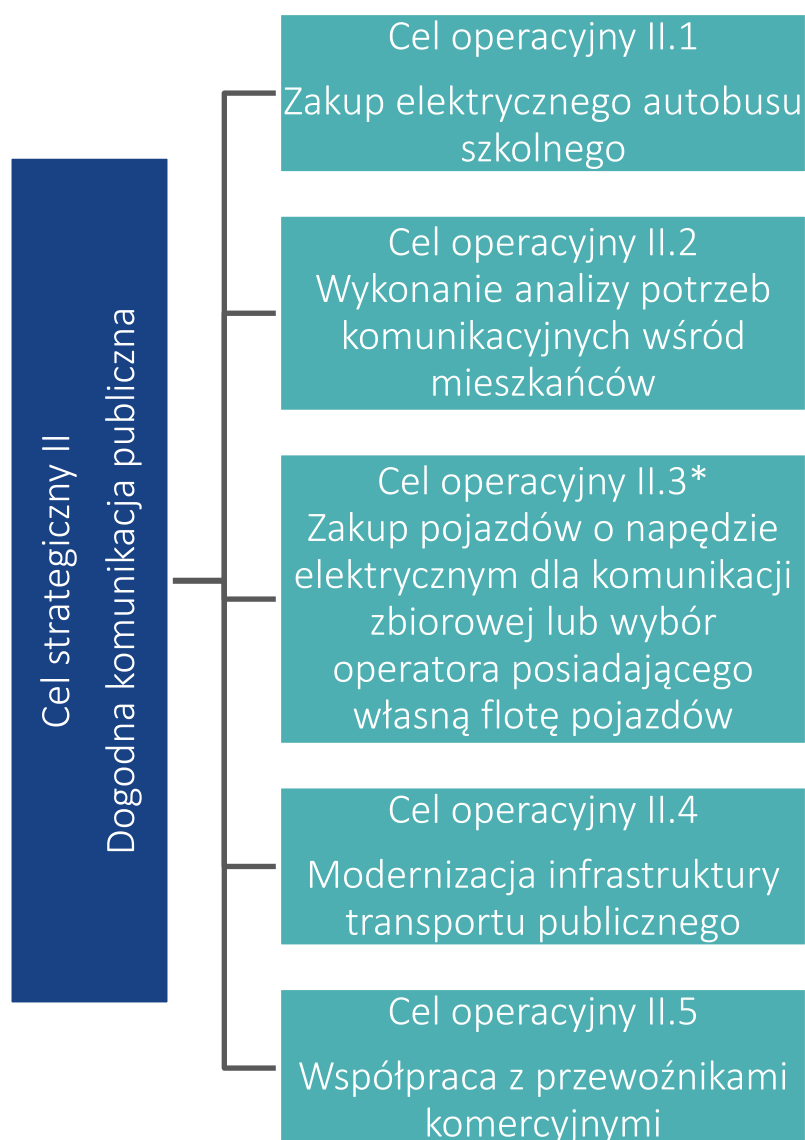 Cel strategiczny II
Dogodna komunikacja publiczna
Cel operacyjny II.1
Zakup elektrycznego autobusu
szkolnego
Cel operacyjny II.2
Wykonanie analizy potrzeb
komunikacyjnych wśród
mieszkańców
Cel operacyjny II.3*
Zakup pojazdów o napędzie
elektrycznym dla komunikacji
zbiorowej lub wybór
operatora posiadającego
własną flotę pojazdów
Cel operacyjny II.4
Modernizacja infrastruktury
transportu publicznego
Cel operacyjny II.5
Współpraca z przewoźnikami
komercyjnymi